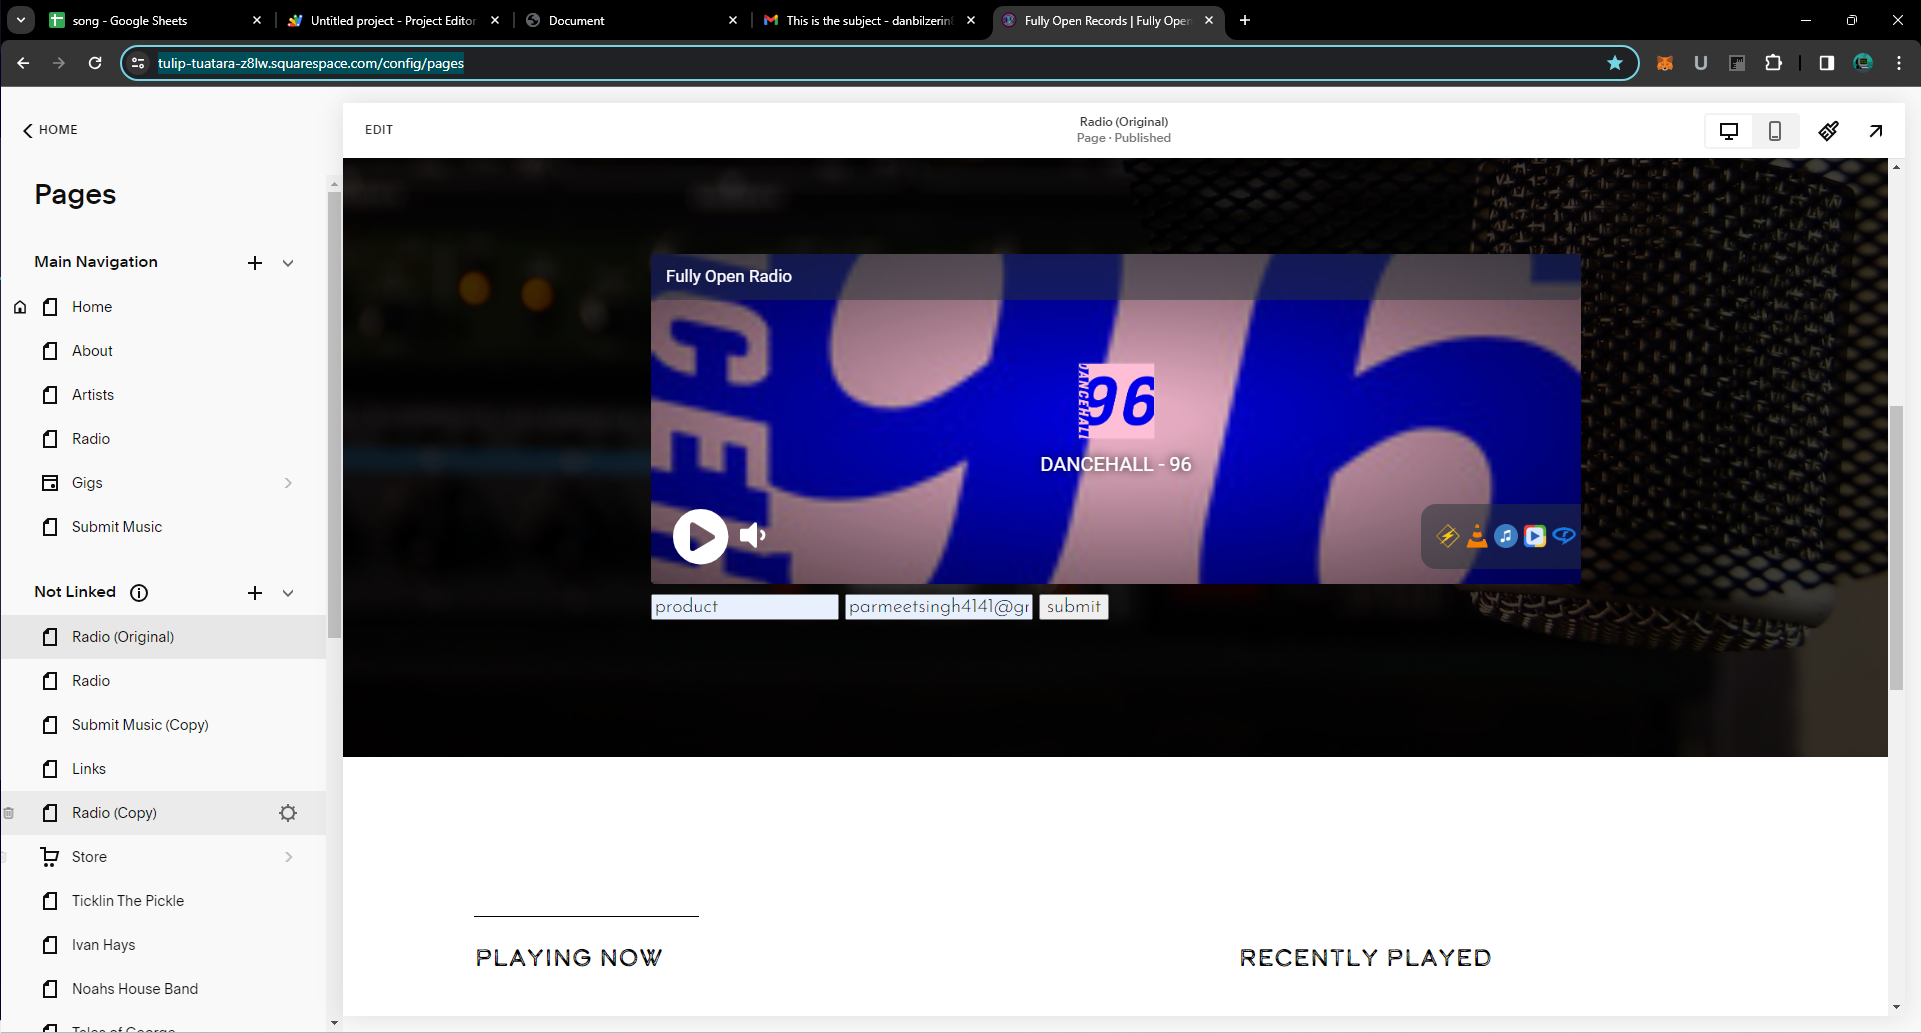 song - Google Sheets
Untitled project - Project Editor
Document
This is the subject - danbilzerin
Fully Open Records | Fully Open
tulip-tuatara-z8lw.squarespace.com/config/pages
HOME
EDIT
Radio (Original)
Page · Published
Pages
Main Navigation
Home
About
Artists
Radio
Gigs
Submit Music
Not Linked
Radio (Original)
Radio
Submit Music (Copy)
Links
Radio (Copy)
Store
Ticklin The Pickle
Ivan Hays
Noahs House Band
Tales of George
Fully Open Radio
DANCEHALL
96
DANCEHALL - 96
product
parmeetsingh4141@gr
submit
PLAYING NOW
RECENTLY PLAYED